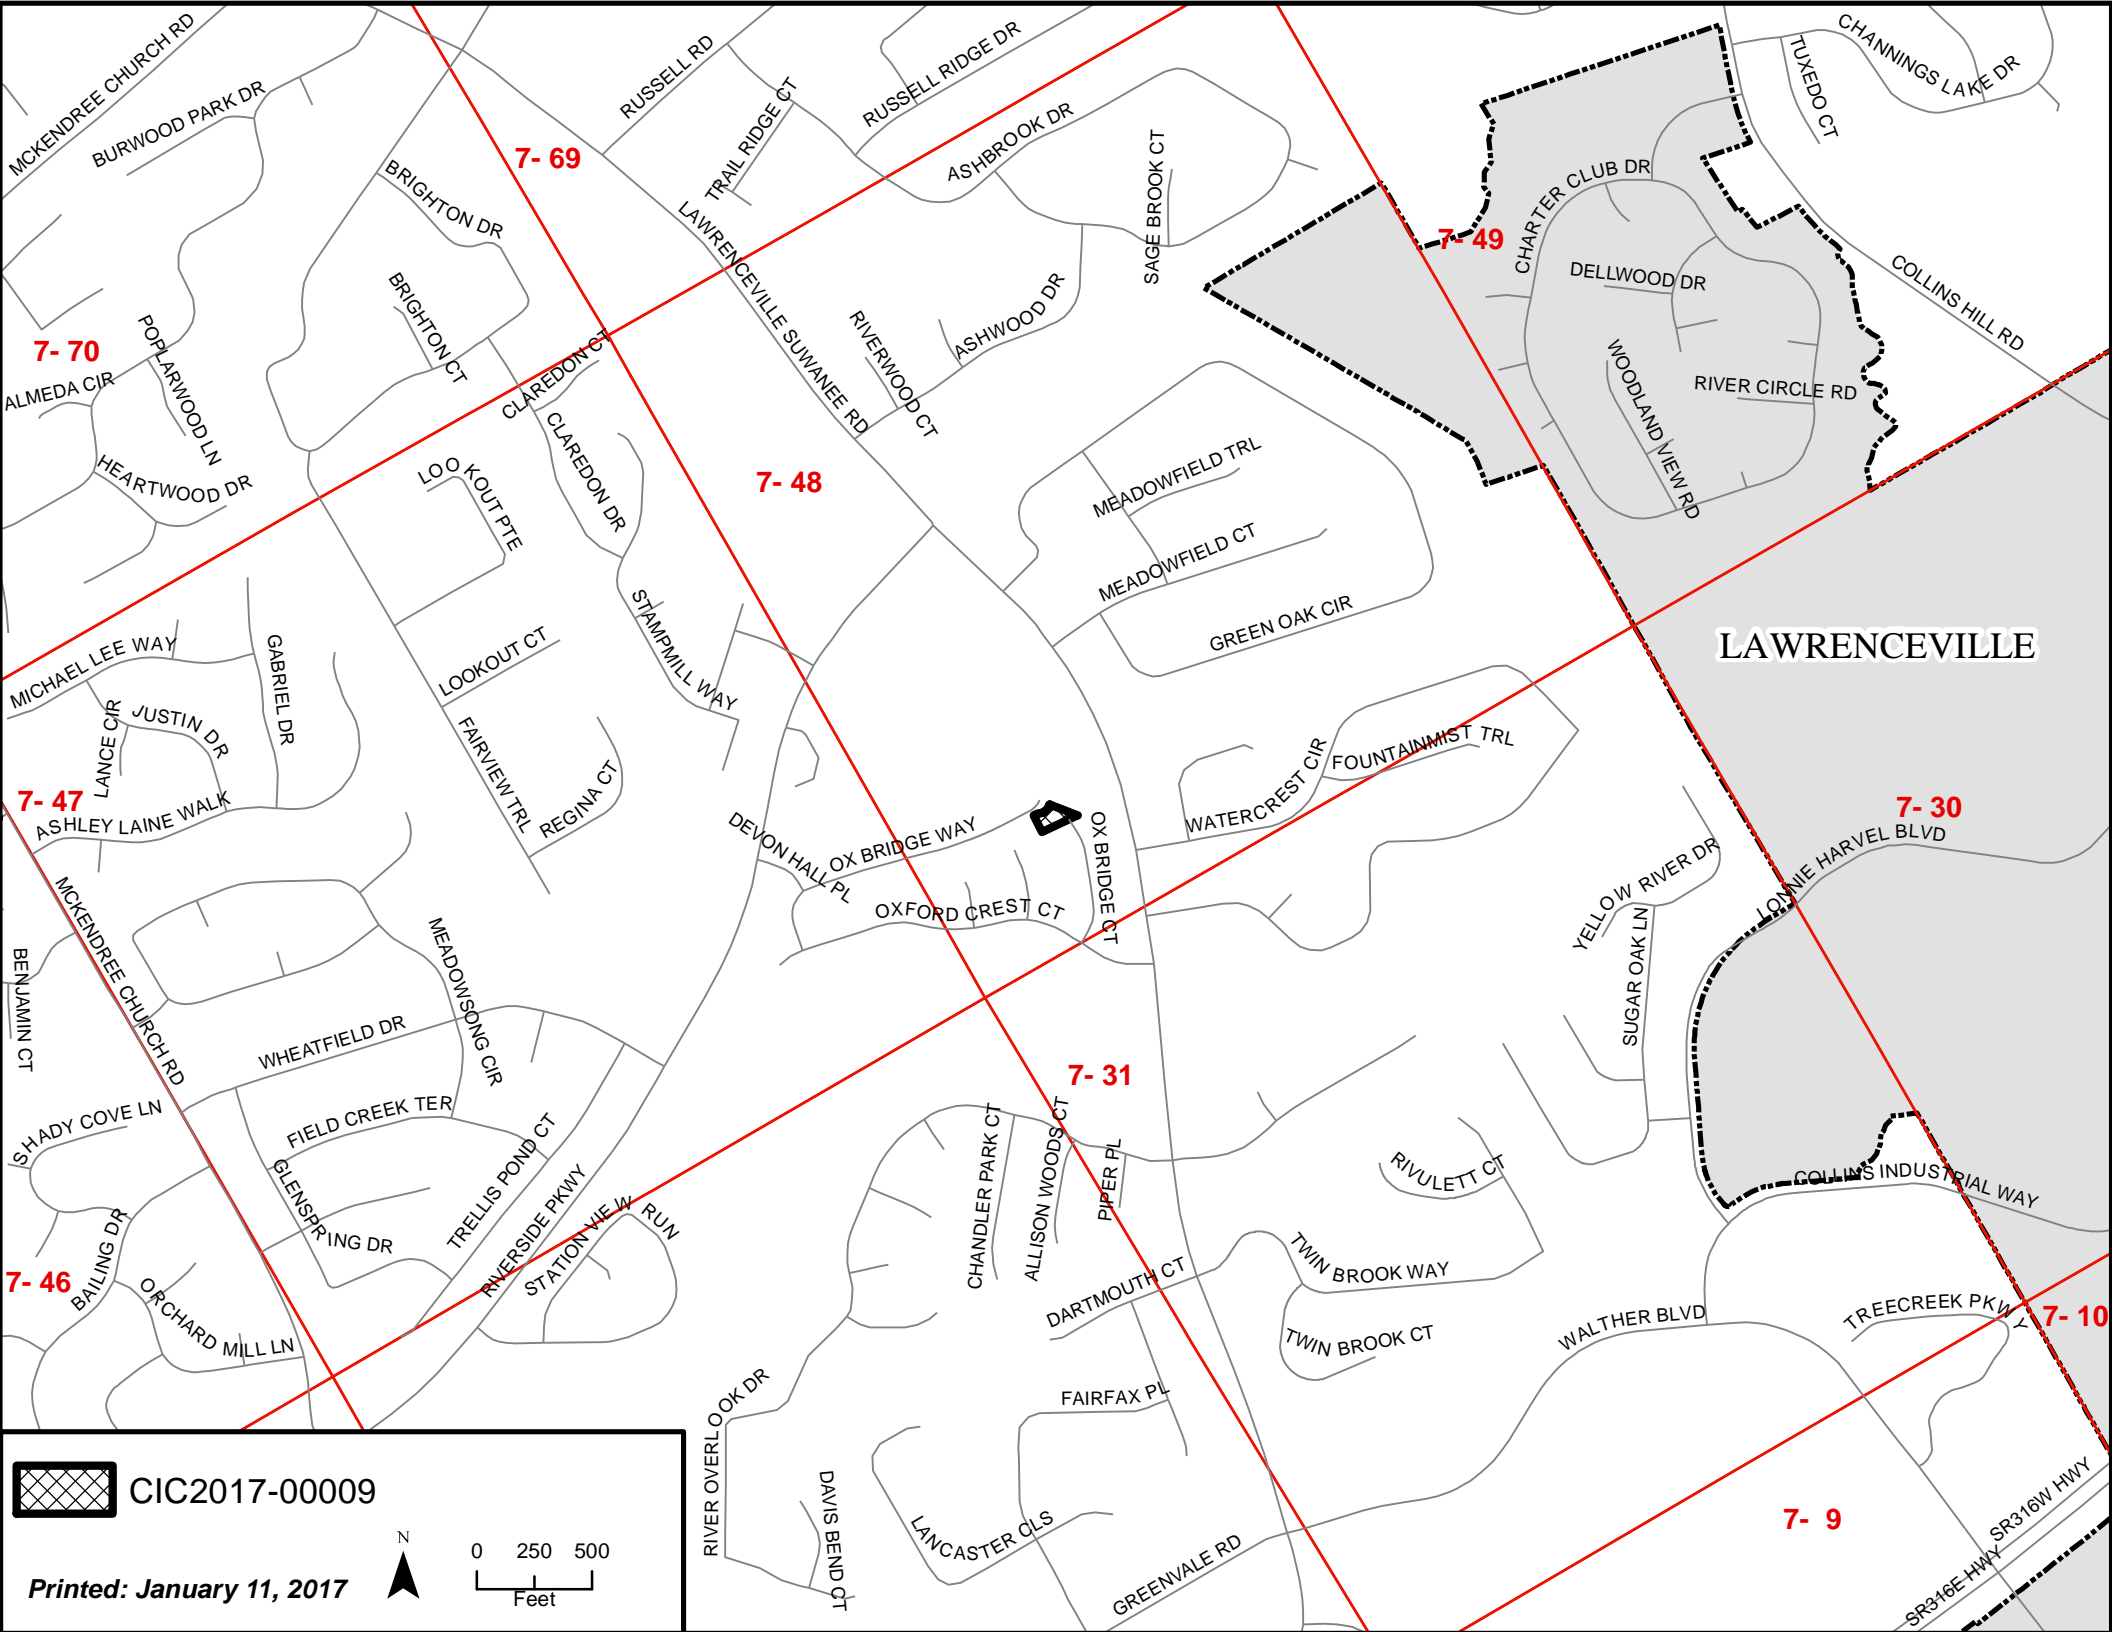 MCKENDREE CHURCH RD
BURWOOD PARK DR
RUSSELL RD
TRAIL RIDGE CT
RUSSELL RIDGE DR
ASHBROOK DR
SAGE BROOK CT
CHANNINGS LAKE DR
TUXEDO CT
7- 69
BRIGHTON DR
LAWRENCEVILLE SUWANEE RD
CHARTER CLUB DR
7- 49
DELLWOOD DR
COLLINS HILL RD
BRIGHTON CT
CLAREDON CT
RIVERWOOD CT
ASHWOOD DR
7- 70
ALMEDA CIR
POPLARWOOD LN
HEARTWOOD DR
WOODLAND VIEW RD
RIVER CIRCLE RD
LOOKOUT PTE
CLAREDON DR
7- 48
MEADOWFIELD TRL
MEADOWFIELD CT
GREEN OAK CIR
LAWRENCEVILLE
MICHAEL LEE WAY
GABRIEL DR
LOOKOUT CT
STAMPMILL WAY
LANCE CIR
JUSTIN DR
FAIRVIEW TRL
REGINA CT
WATERCREST CIR
FOUNTAINMIST TRL
7- 47
ASHLEY LAINE WALK
DEVON HALL PL
OX BRIDGE WAY
OX BRIDGE CT
OXFORD CREST CT
7- 30
LONNIE HARVEL BLVD
YELLOW RIVER DR
SUGAR OAK LN
MCKENDREE CHURCH RD
BENJAMIN CT
MEADOWSONG CIR
WHEATFIELD DR
7- 31
SHADY COVE LN
FIELD CREEK TER
GLENSPRING DR
TRELLIS POND CT
RIVERSIDE PKWY
STATION VIEW RUN
CHANDLER PARK CT
ALLISON WOODS CT
PIPER PL
RIVULETT CT
COLLINS INDUSTRIAL WAY
7- 46
BAILING DR
ORCHARD MILL LN
DARTMOUTH CT
TWIN BROOK WAY
TWIN BROOK CT
WALTHER BLVD
TREECREEK PKWY
7- 10
RIVER OVERLOOK DR
FAIRFAX PL
DAVIS BEND CT
LANCASTER CLS
GREENVALE RD
7- 9
SR316W HWY
SR316E HWY
CIC2017-00009
N
0 250 500
Feet
Printed: January 11, 2017